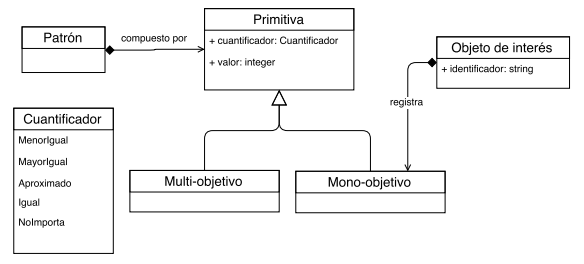 Patrón
compuesto por
Primitiva
+ cuantificador: Cuantificador
+ valor: integer
Objeto de interés
+ identificador: string
registra
Cuantificador
MenorIgual
MayorIgual
Aproximado
Igual
NoImporta
Multi-objetivo
Mono-objetivo